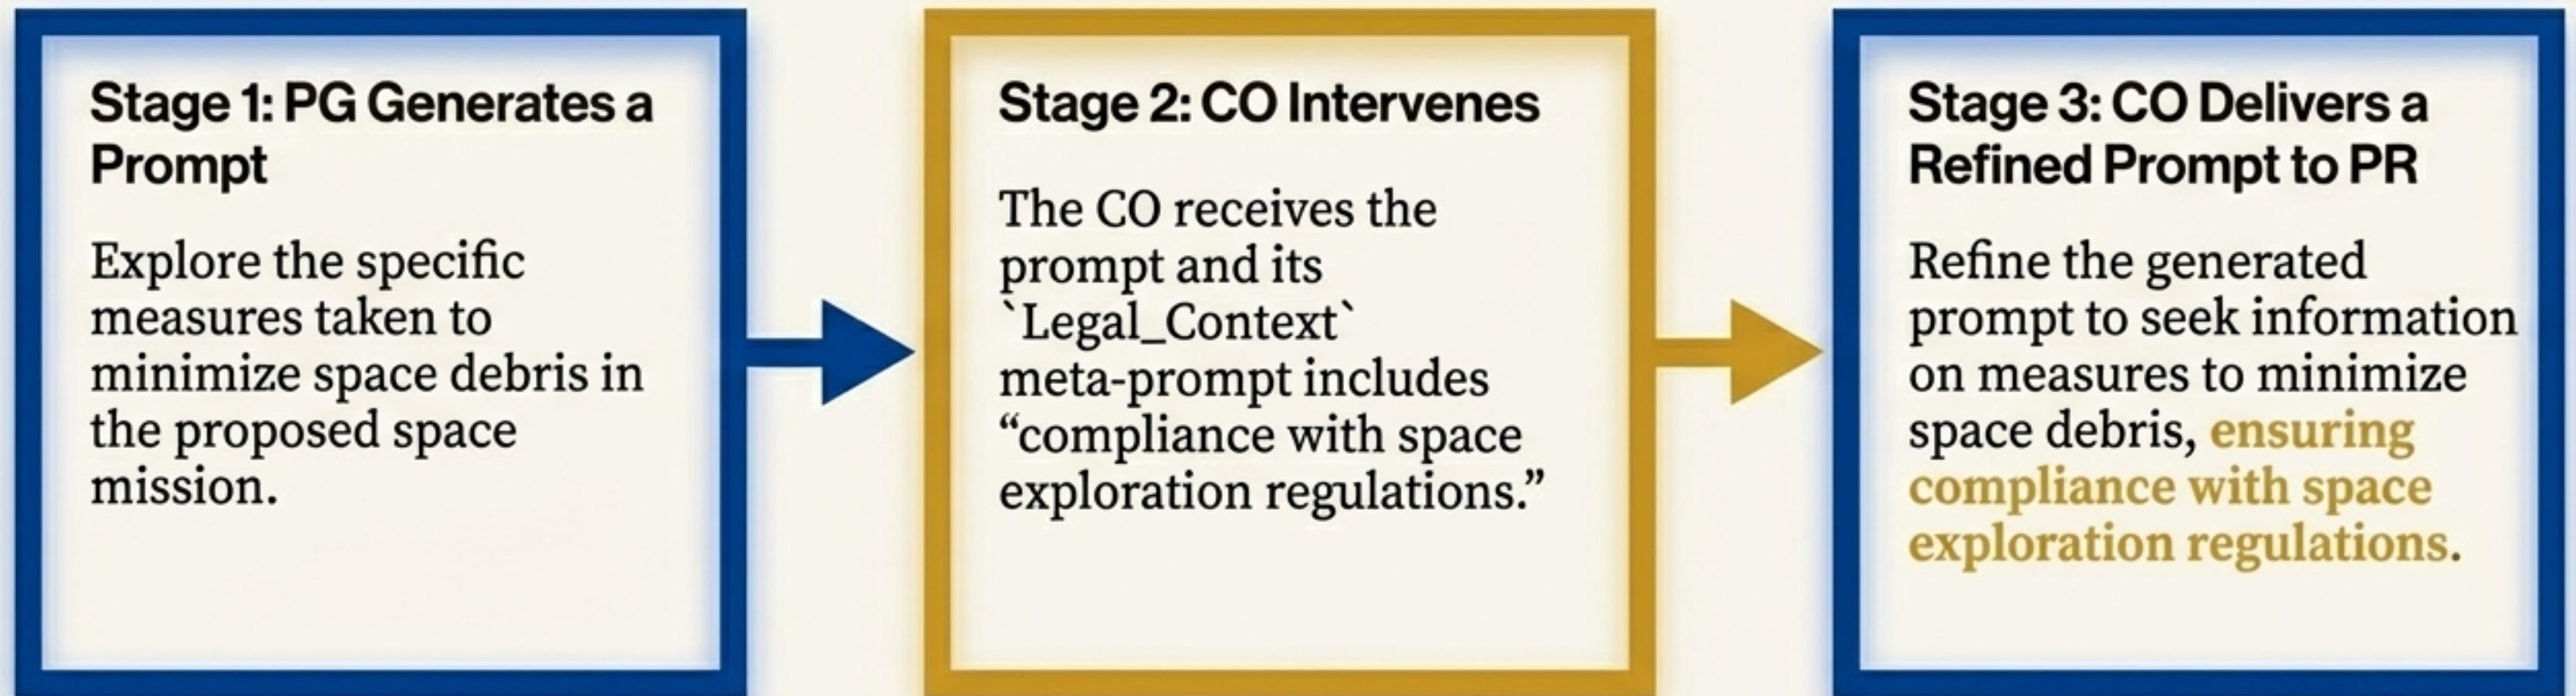 Stage 1: PG Generates a
Prompt
Explore the specific
measures taken to
minimize space debris in
the proposed space
mission.
Stage 2: CO Intervenes
The CO receives the
prompt and its
`Legal_Context`
meta-prompt includes
“compliance with space
exploration regulations.”
Stage 3: CO Delivers a
Refined Prompt to PR
Refine the generated
prompt to seek information
on measures to minimize
space debris, ensuring
compliance with space
exploration regulations.